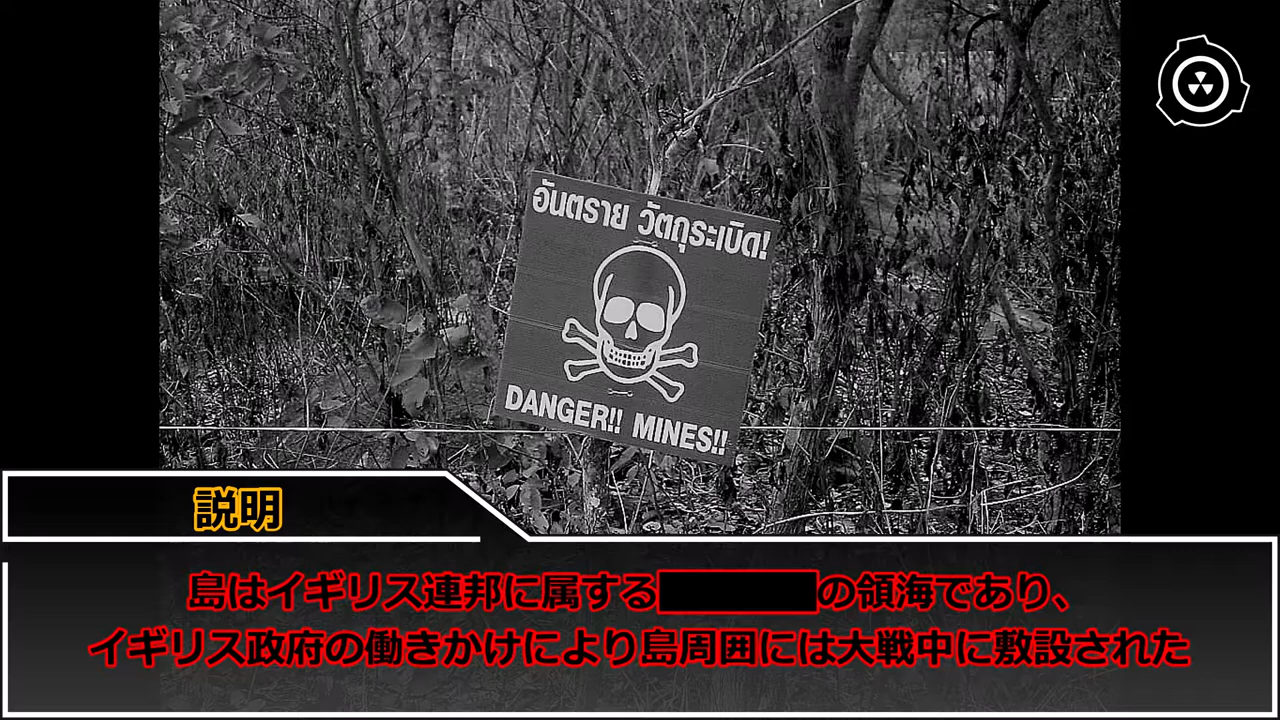 อันตราย วัตถุระเบิด!
DANGER!! MINES!!
説明
島はイギリス連邦に属する██████の領海であり、
イギリス政府の働きかけにより島周囲には大戦中に敷設された